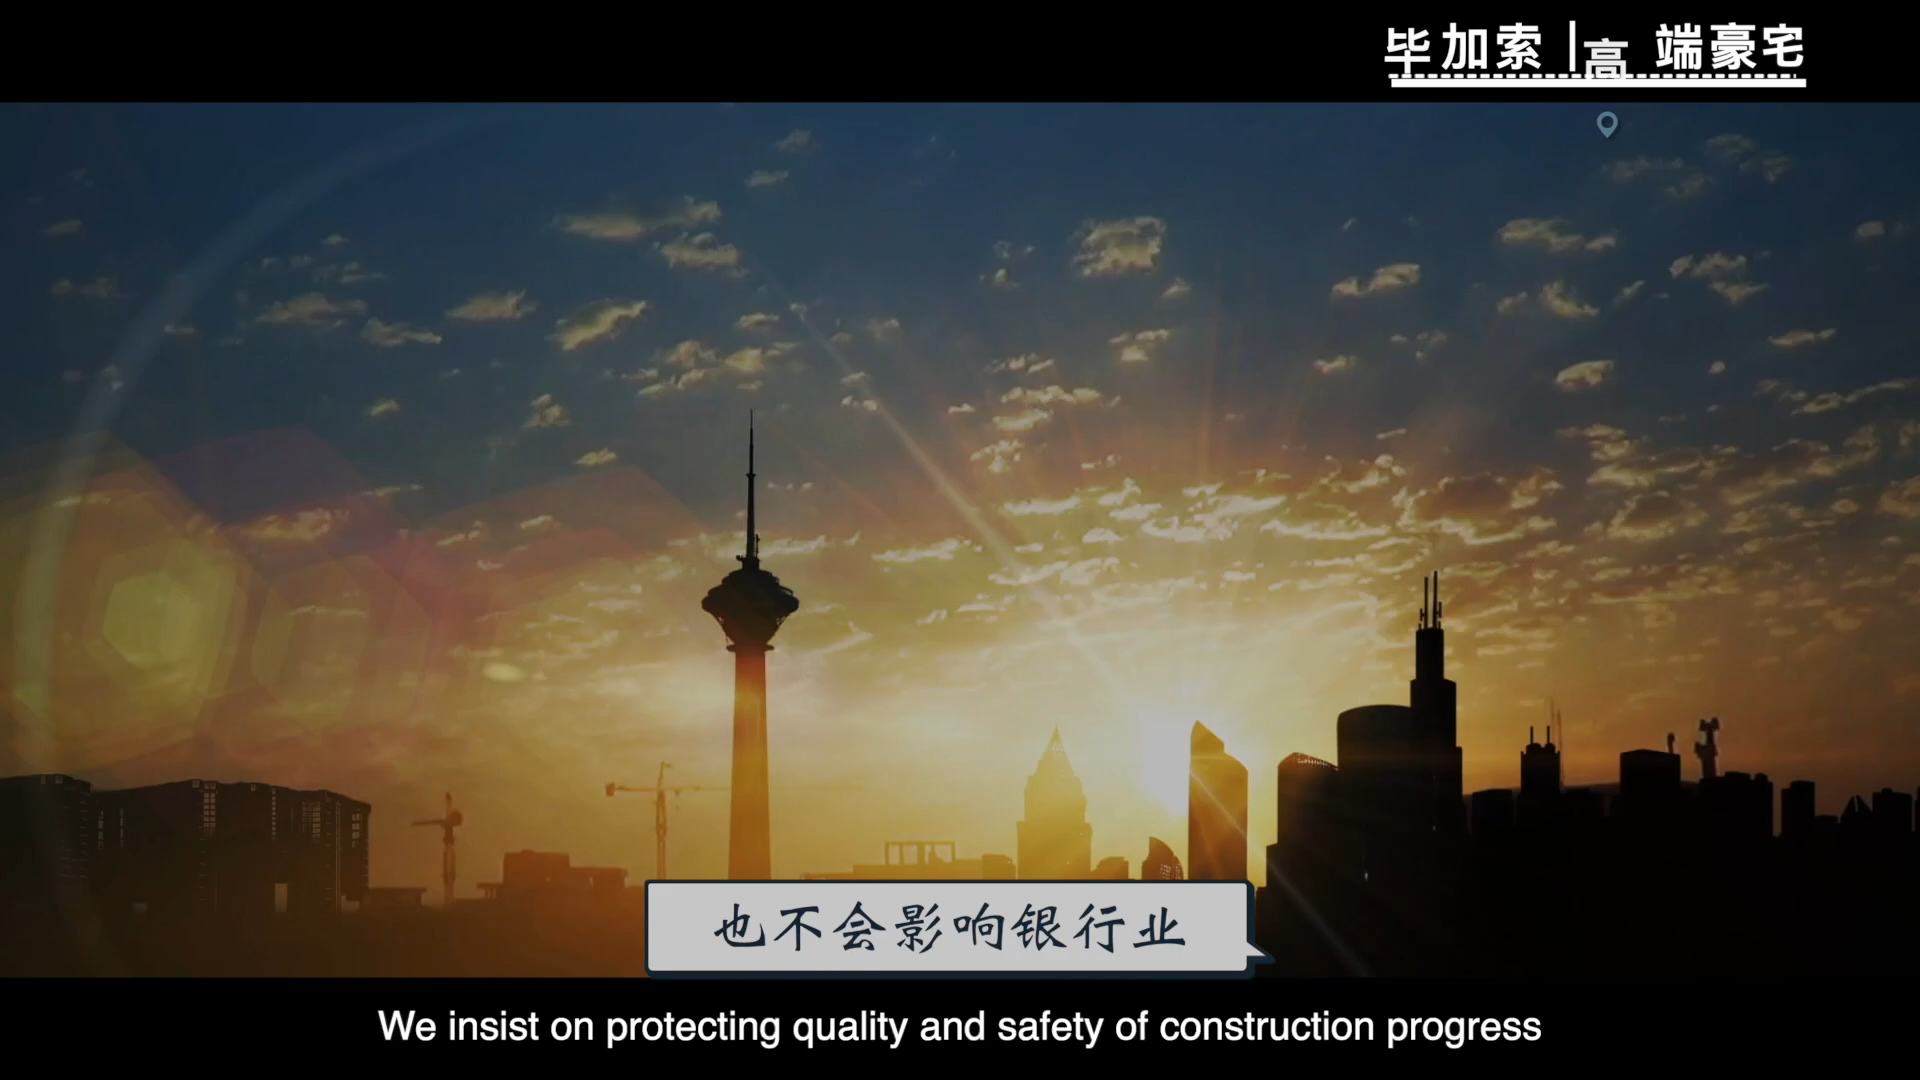 毕加索|高端豪宅
也不会影响银行业
We insist on protecting quality and safety of construction progress